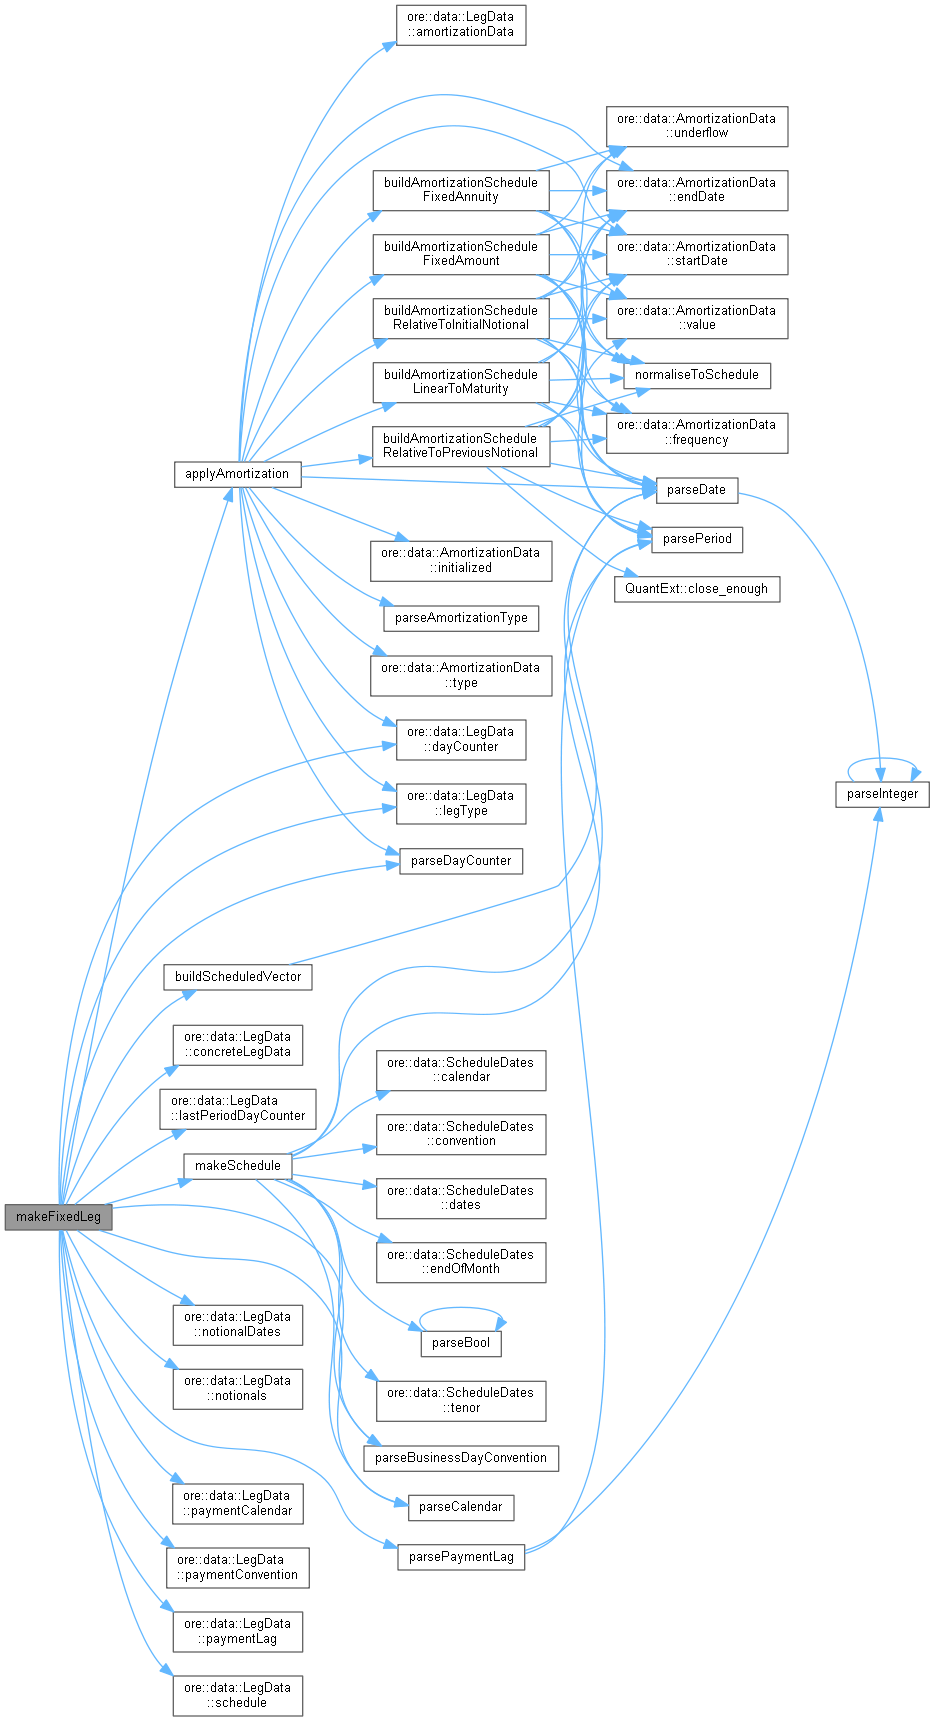 ore::data::LegData
::amortizationData
ore::data::AmortizationData
::underflow
buildAmortizationSchedule
FixedAnnuity
ore::data::AmortizationData
::endDate
buildAmortizationSchedule
FixedAmount
ore::data::AmortizationData
::startDate
buildAmortizationSchedule
RelativeToInitialNotional
ore::data::AmortizationData
::value
buildAmortizationSchedule
LinearToMaturity
normaliseToSchedule
buildAmortizationSchedule
RelativeToPreviousNotional
ore::data::AmortizationData
::frequency
applyAmortization
parseDate
parsePeriod
ore::data::AmortizationData
::initialized
QuantExt::close_enough
parseAmortizationType
ore::data::AmortizationData
::type
ore::data::LegData
::dayCounter
parseInteger
ore::data::LegData
::legType
parseDayCounter
buildScheduledVector
ore::data::LegData
::concreteLegData
ore::data::ScheduleDates
::calendar
ore::data::LegData
::lastPeriodDayCounter
ore::data::ScheduleDates
::convention
makeSchedule
ore::data::ScheduleDates
::dates
makeFixedLeg
ore::data::ScheduleDates
::endOfMonth
ore::data::LegData
::notionalDates
parseBool
ore::data::LegData
::notionals
ore::data::ScheduleDates
::tenor
parseBusinessDayConvention
ore::data::LegData
::paymentCalendar
parseCalendar
parsePaymentLag
ore::data::LegData
::paymentConvention
ore::data::LegData
::paymentLag
ore::data::LegData
::schedule